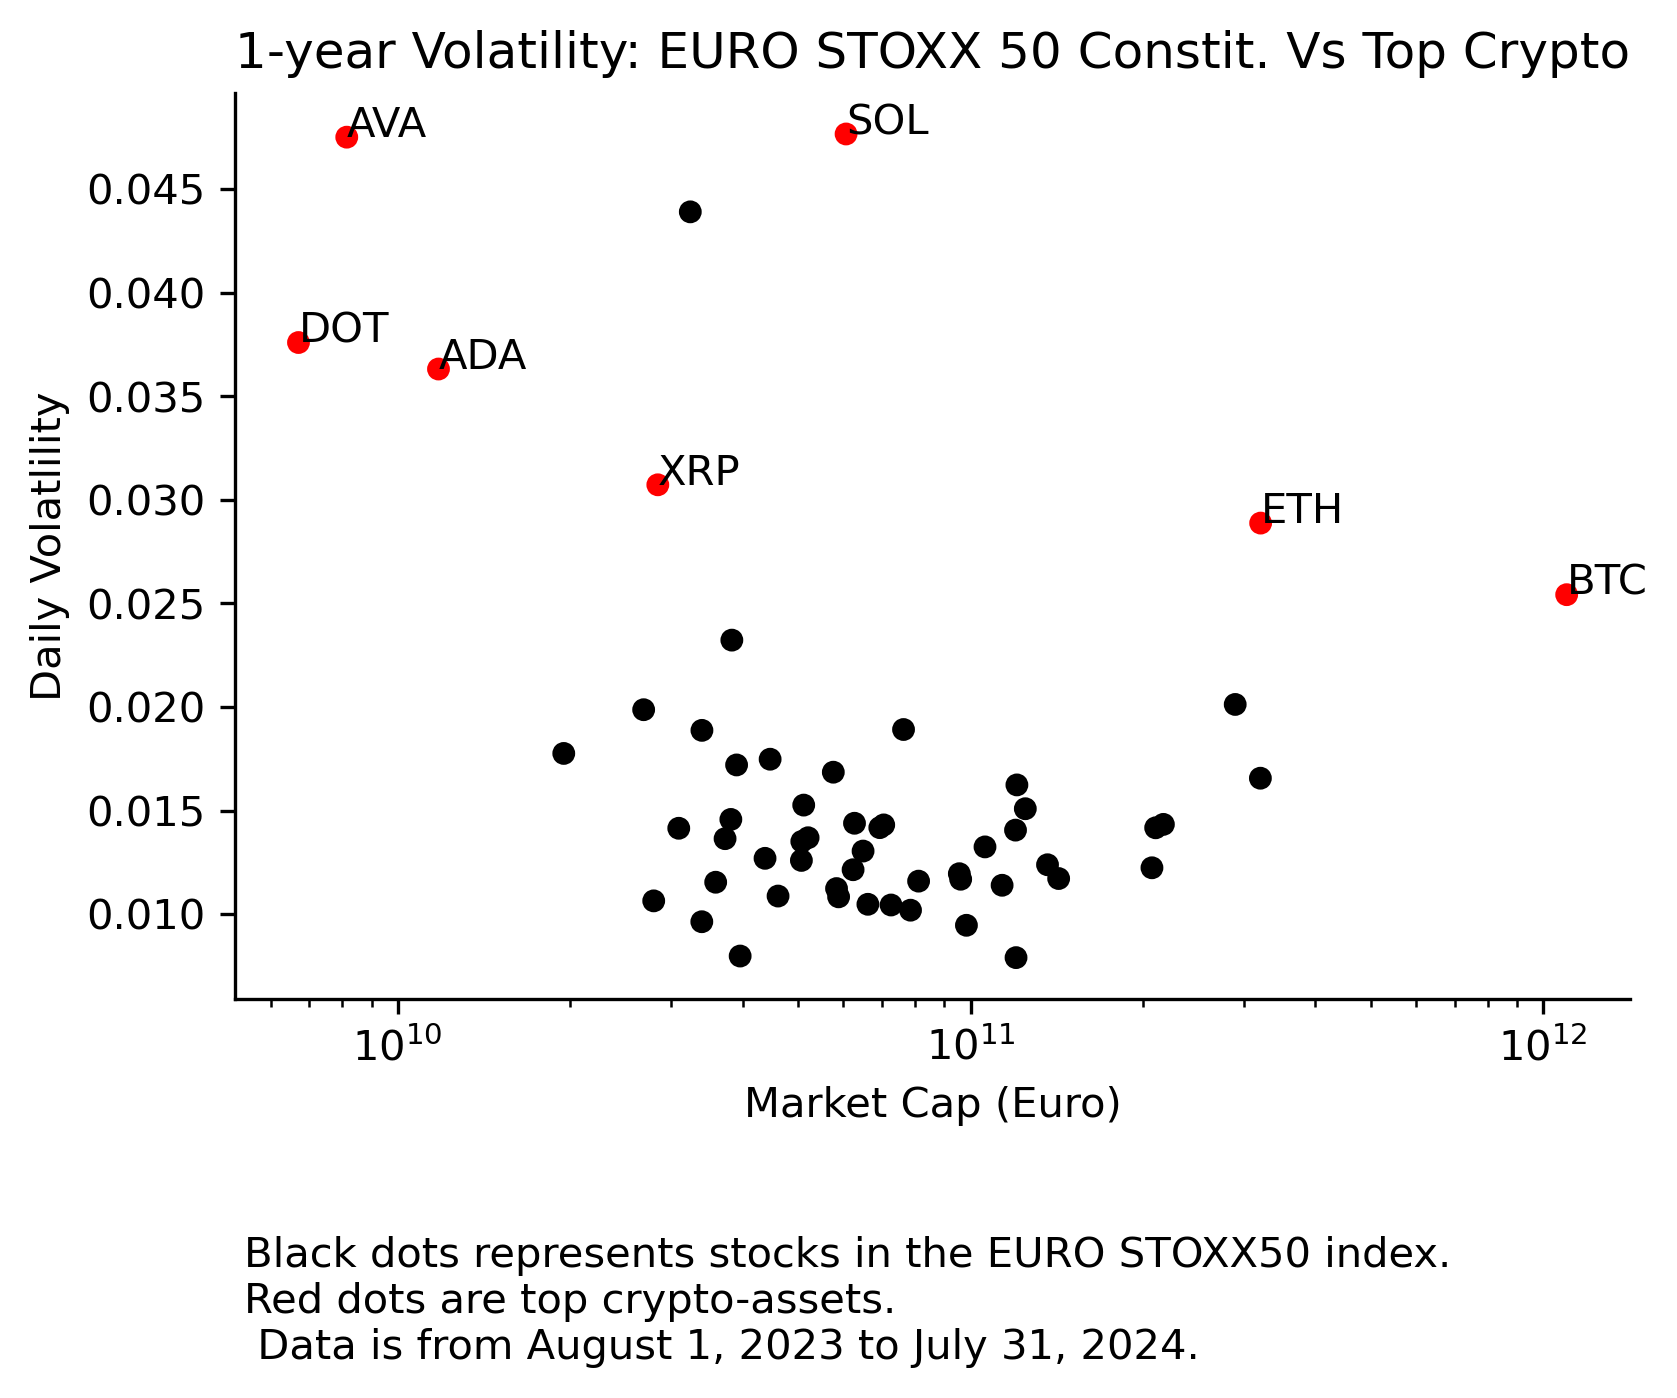 1-year Volatility: EURO STOXX 50 Constit. Vs Top Crypto
AVA
SOL
0.045
0.040
DOT
ADA
0.035
XRP
0.030
ETH
BTC
0.025
0.020
0.015
0.010
Daily Volatlility
10^10
10^11
10^12
Market Cap (Euro)
Black dots represents stocks in the EURO STOXX50 index.
Red dots are top crypto-assets.
Data is from August 1, 2023 to July 31, 2024.